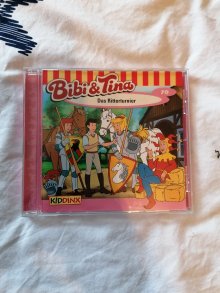 Bibi & Tina
70
Das Ritterturnier
KIDDINX